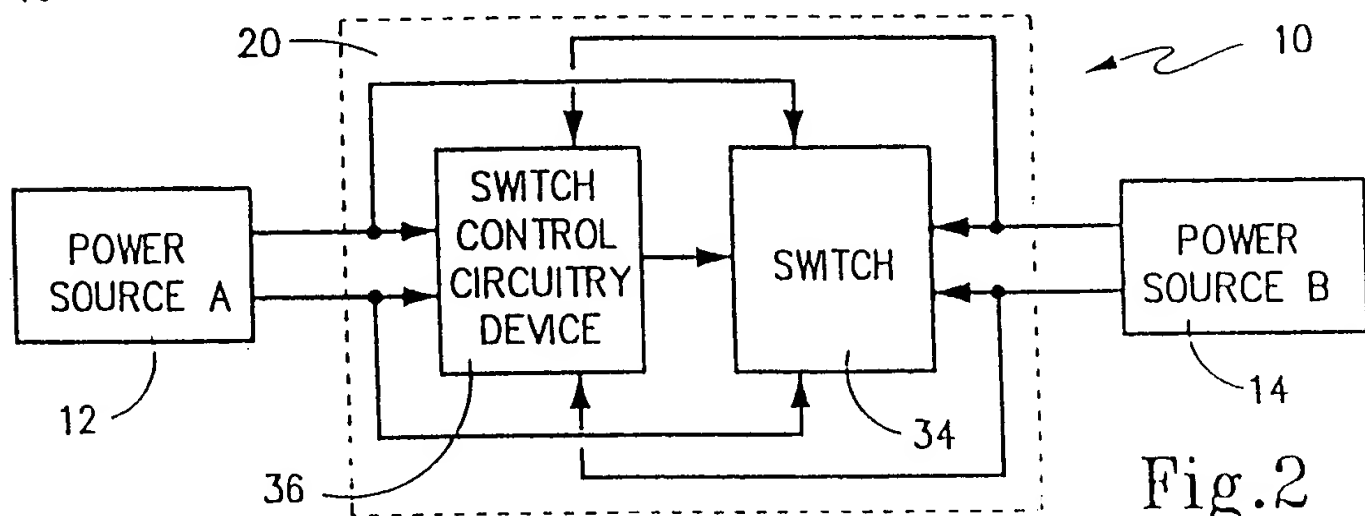 20
10
POWER
SOURCE A
SWITCH
CONTROL
CIRCUITRY
DEVICE
SWITCH
POWER
SOURCE B
12
36
34
14
Fig.2